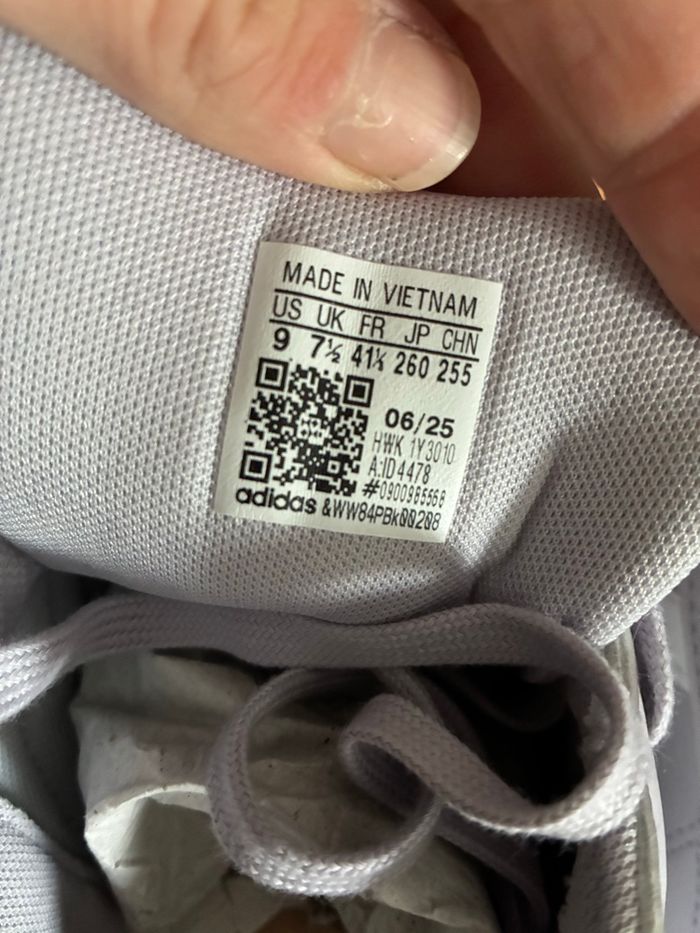 MADE IN VIETNAM
US UK FR JP CHN
9 7½ 41⅓ 260 255
06/25
HWK 1Y3010
A:ID4478
#0900985568
adidas &WW84PBk00208